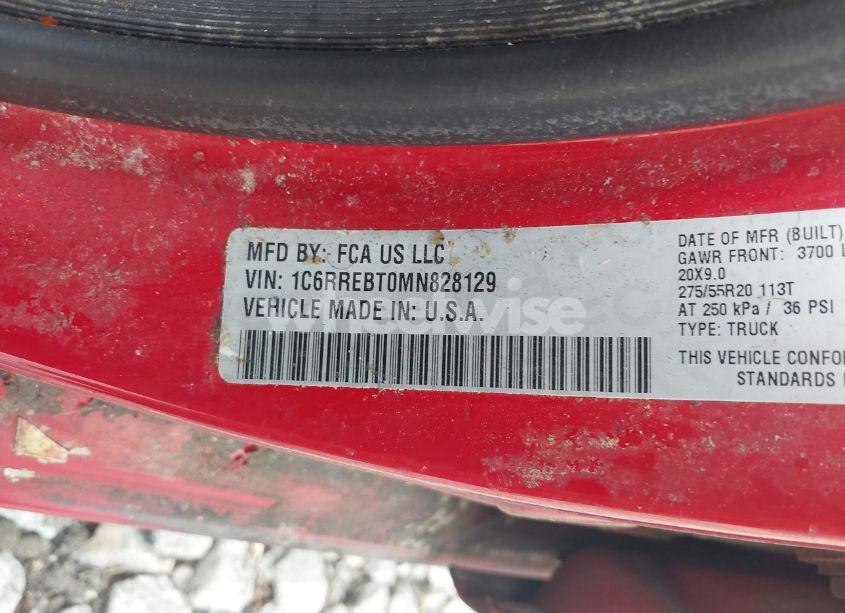 MFD BY: FCA US LLC
VIN: 1C6RREBT0MN828129
VEHICLE MADE IN: U.S.A.
DATE OF MFR (BUILT)
GAWR FRONT: 3700
20X9.0
275/55R20 113T
AT 250 kPa / 36 PSI
TYPE: TRUCK
THIS VEHICLE
STANDARDS
wheelwise